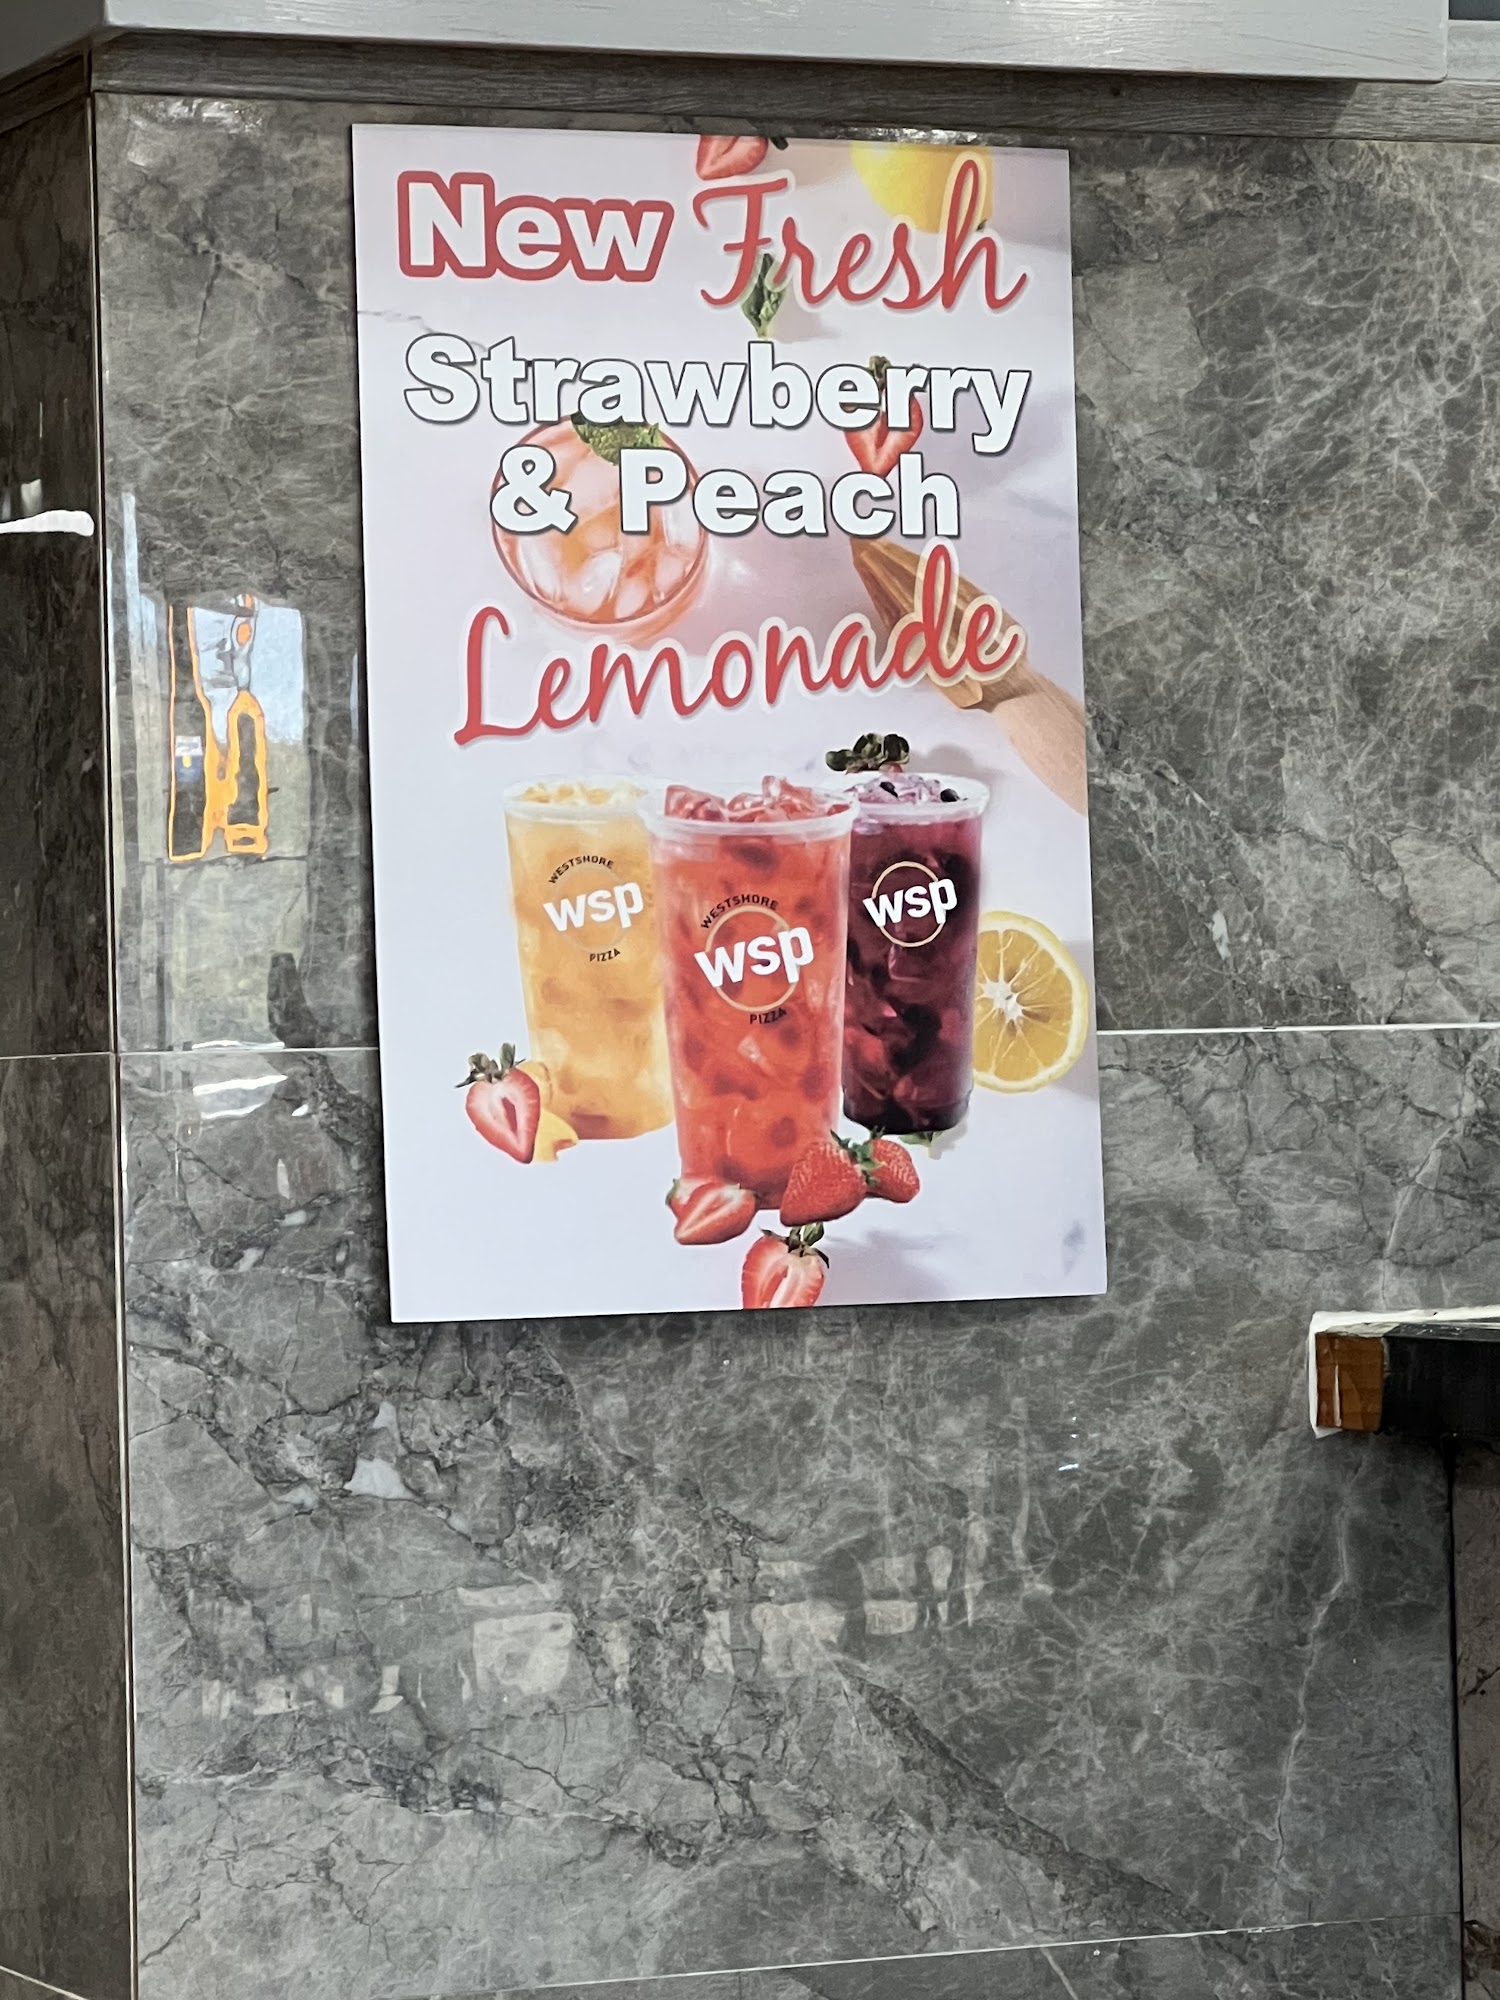 New Fresh
Strawberry
& Peach
Lemonade
WESTSHORE
wsp
PIZZA
WESTSHORE
wsp
PIZZA
wsp